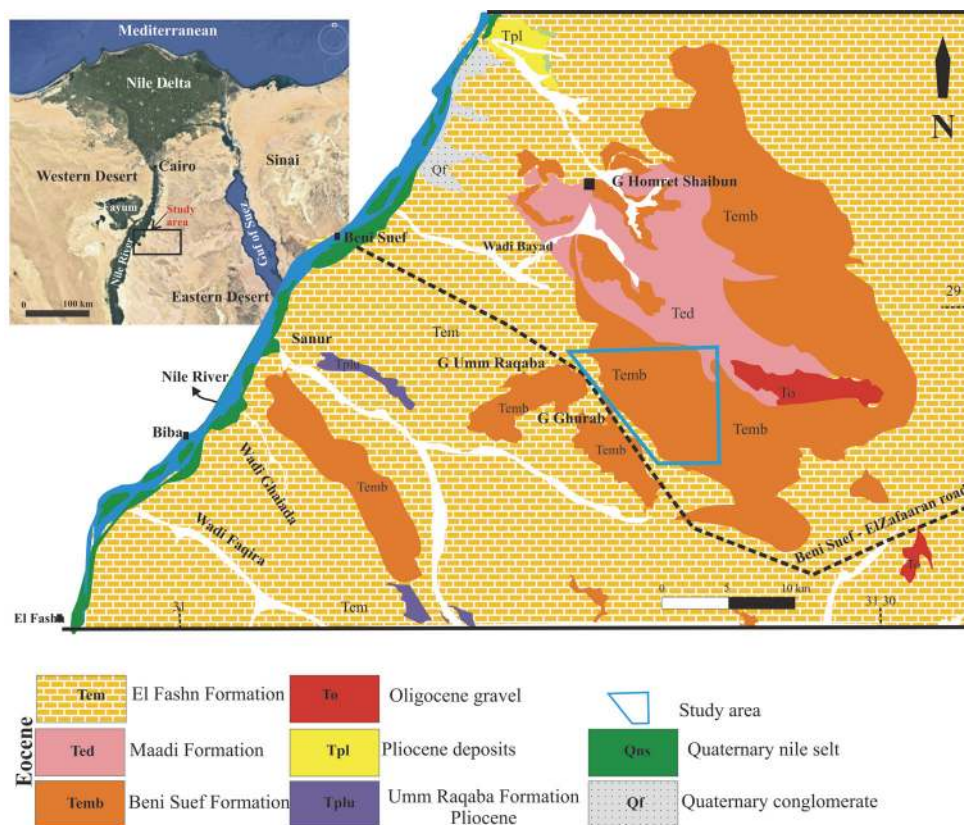 Mediterranean
Nile Delta
Cairo
Sinai
Western Desert
Fayum
Study
area
Nile River
Guf of Suez
Eastern Desert
0 100 km
Tpl
N
Qf
G Homret Shaibun
Temb
Beni Suef
Wadi Bayad
29
Ted
Tem
Sanur
G Umm Raqaba
Tplu
Temb
Nile River
To
Temb
G Ghurab
Temb
Biba
Wadi Ghaiada
Temb
Temb
Wadi Faqira
Beni Suef - ElZafaaran road
To
0 5 10 km
31
Tem
31 30
El Fashn
Eocene
Tem El Fashn Formation
Ted Maadi Formation
Temb Beni Suef Formation
To Oligocene gravel
Tpl Pliocene deposits
Tplu Umm Raqaba Formation
Pliocene
Study area
Qns Quaternary nile selt
Qf Quaternary conglomerate